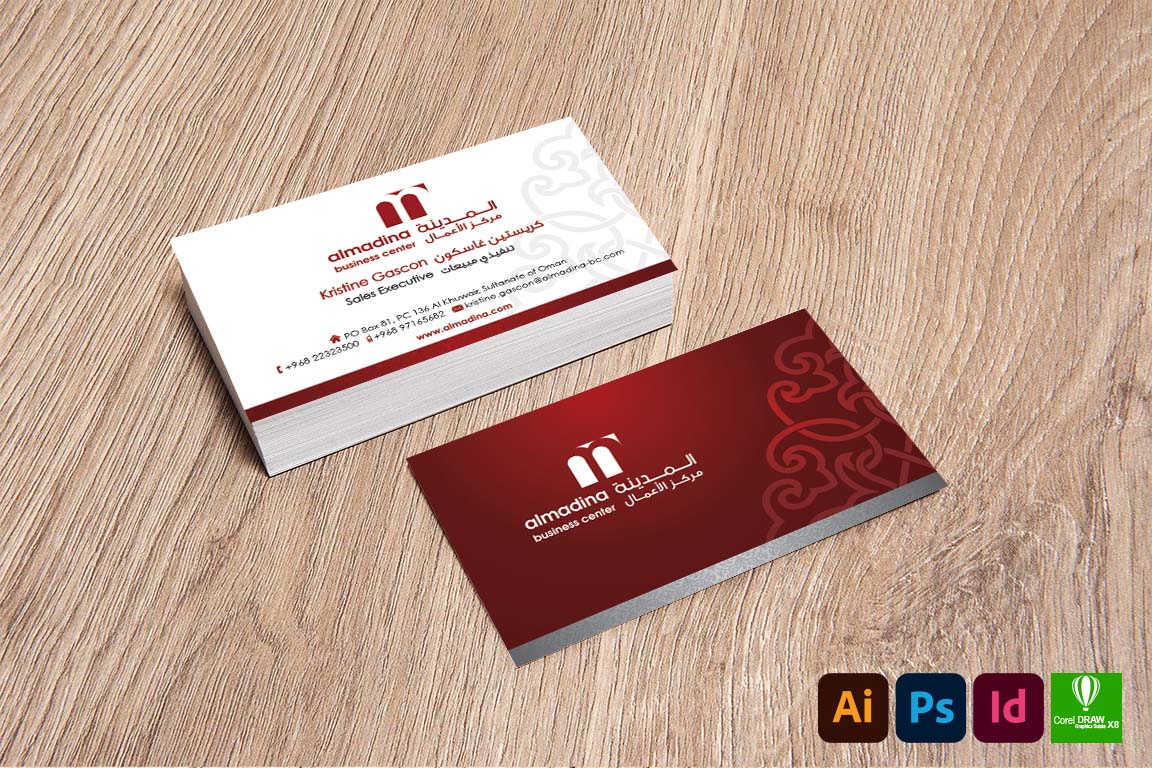 almadina المدينة
business center مركز الأعمال
Kristine Gascon كريستين غاسكون
Sales Executive تنفيذي مبيعات
PO Box 81, PC 136 Al Khuwair, Sultanate of Oman
+968 22323500 +968 97165682 kristine.gascon@almadina-bc.com
www.almadina.com
almadina المدينة
business center مركز الأعمال
Ai Ps Id Corel DRAW
Graphics Suite X8